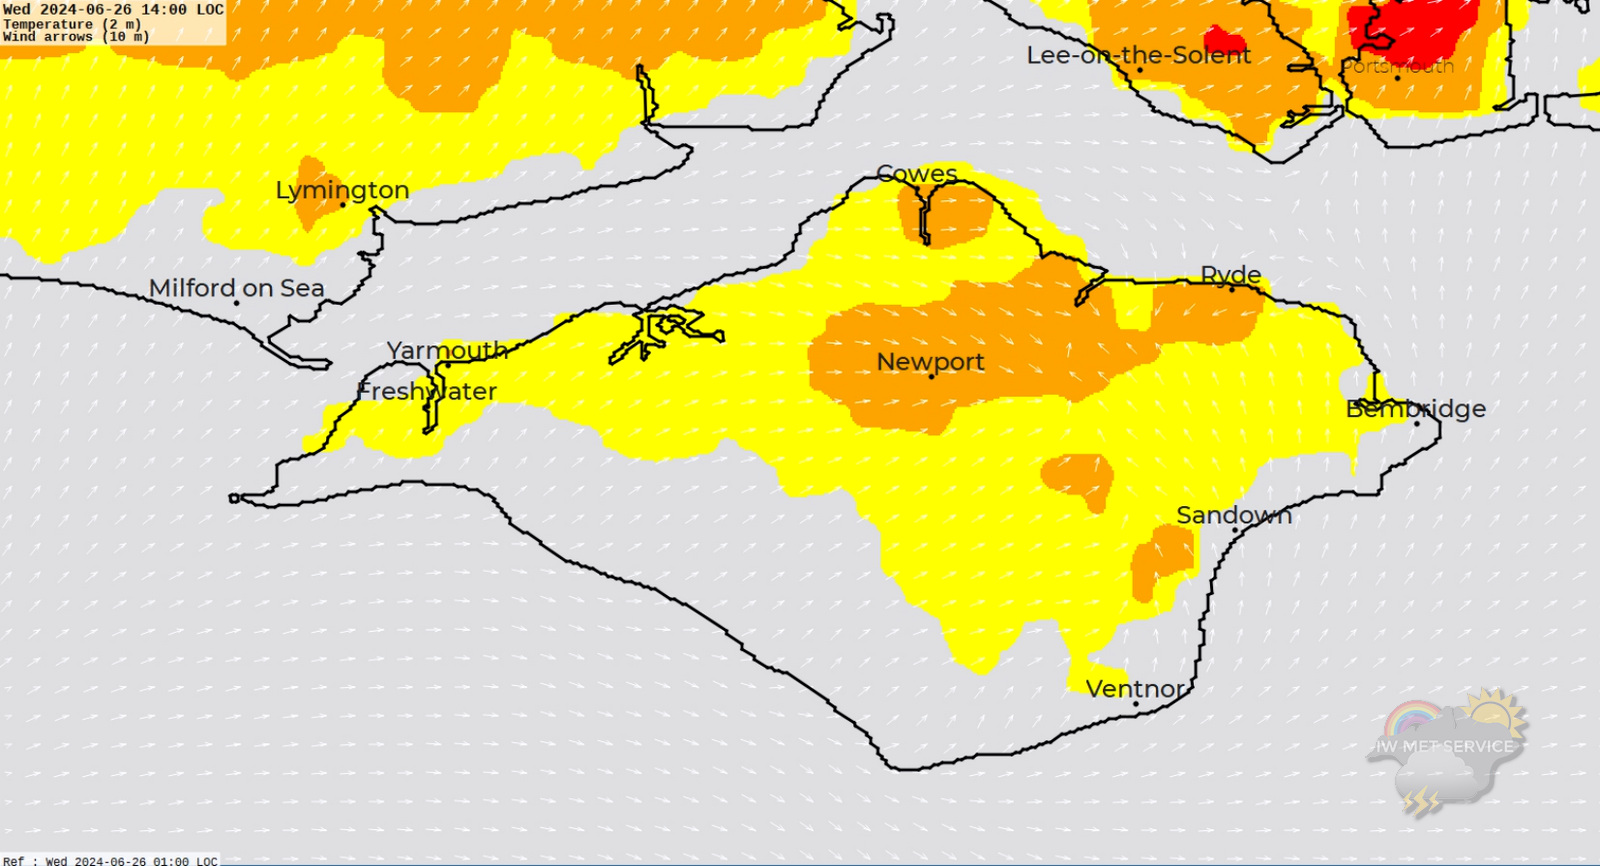 Wed 2024-06-26 14:00 LOC
Temperature (2 m)
Wind arrows (10 m)
Lee-on-the-Solent
Portsmouth
Cowes
Lymington
Ryde
Milford on Sea
Yarmouth
Newport
Freshwater
Bembridge
Sandown
Ventnor
IW MET SERVICE
Ref : Wed 2024-06-26 01:00 LOC